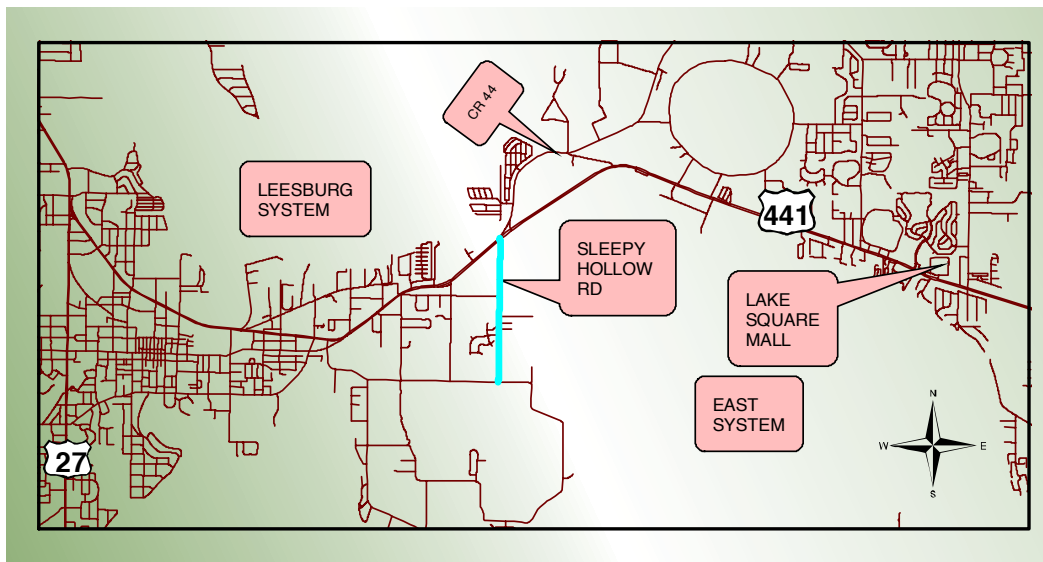 CR 44
LEESBURG
SYSTEM
441
SLEEPY
HOLLOW
RD
LAKE
SQUARE
MALL
EAST
SYSTEM
N
W
E
S
27